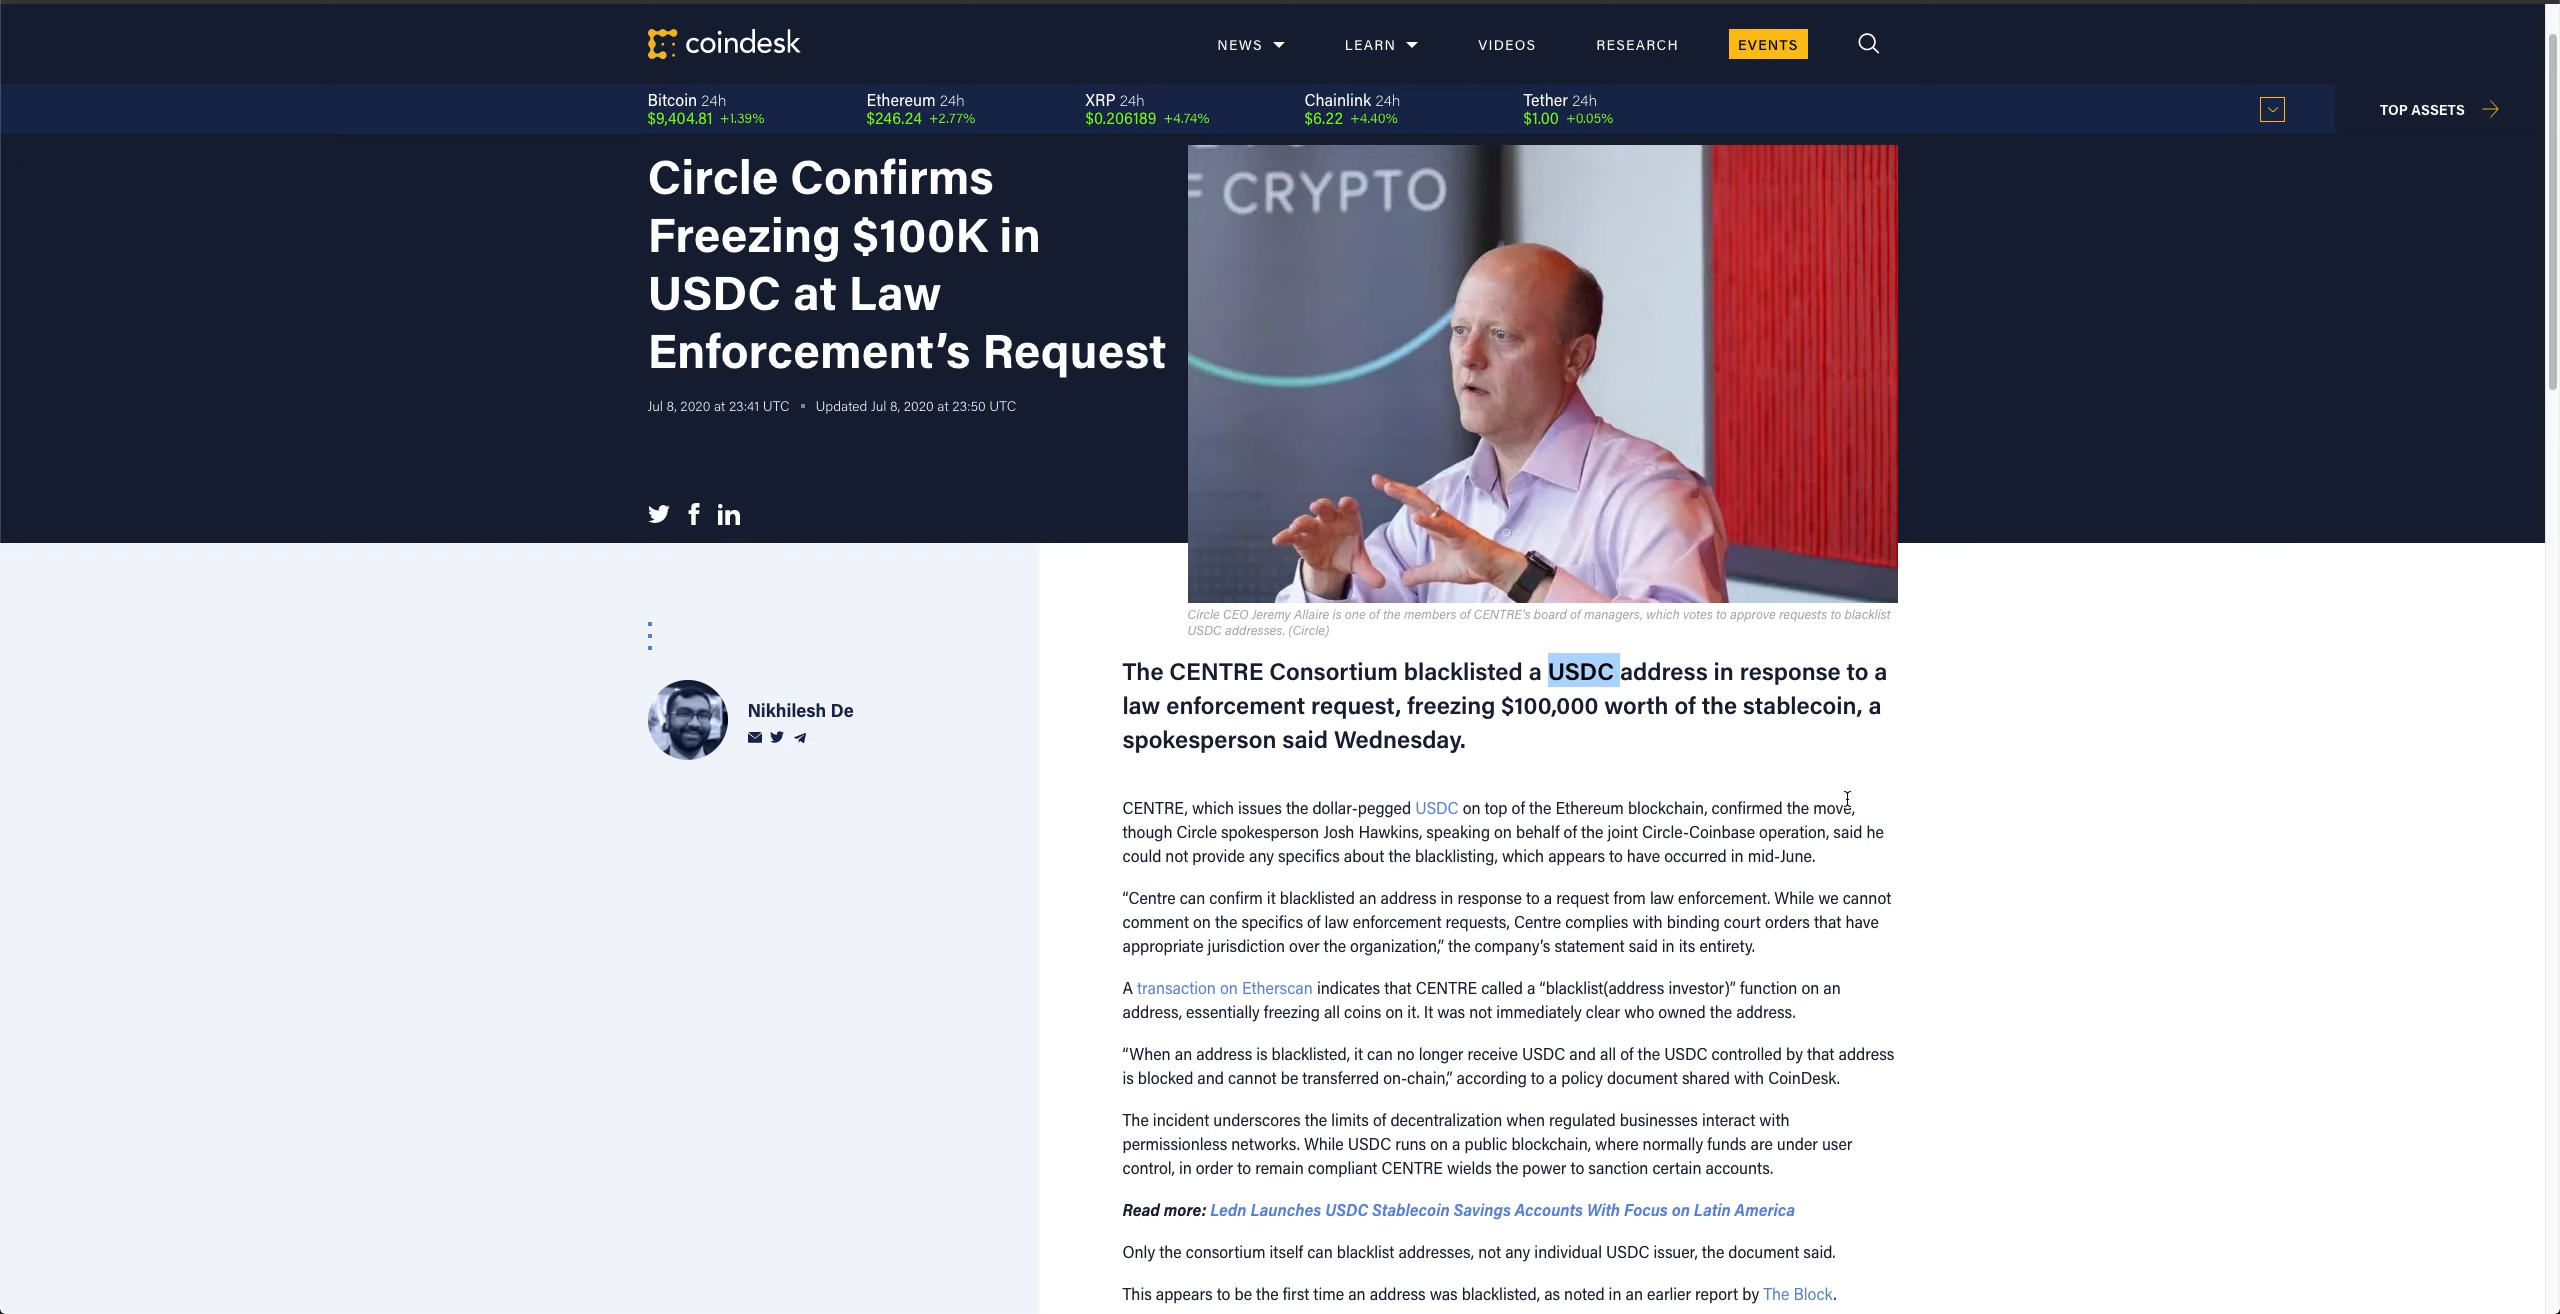 coindesk
NEWS
LEARN
VIDEOS
RESEARCH
EVENTS
Bitcoin 24h
$9,404.81 +1.39%
Ethereum 24h
$246.24 +2.77%
XRP 24h
$0.206189 +4.74%
Chainlink 24h
$6.22 +4.40%
Tether 24h
$1.00 +0.05%
TOP ASSETS
Circle Confirms
Freezing $100K in
USDC at Law
Enforcement’s Request
Jul 8, 2020 at 23:41 UTC ▪ Updated Jul 8, 2020 at 23:50 UTC
F CRYPTO
Circle CEO Jeremy Allaire is one of the members of CENTRE's board of managers, which votes to approve requests to blacklist
USDC addresses. (Circle)
Nikhilesh De
The CENTRE Consortium blacklisted a USDC address in response to a
law enforcement request, freezing $100,000 worth of the stablecoin, a
spokesperson said Wednesday.
CENTRE, which issues the dollar-pegged USDC on top of the Ethereum blockchain, confirmed the move,
though Circle spokesperson Josh Hawkins, speaking on behalf of the joint Circle-Coinbase operation, said he
could not provide any specifics about the blacklisting, which appears to have occurred in mid-June.
“Centre can confirm it blacklisted an address in response to a request from law enforcement. While we cannot
comment on the specifics of law enforcement requests, Centre complies with binding court orders that have
appropriate jurisdiction over the organization,” the company’s statement said in its entirety.
A transaction on Etherscan indicates that CENTRE called a “blacklist(address investor)” function on an
address, essentially freezing all coins on it. It was not immediately clear who owned the address.
“When an address is blacklisted, it can no longer receive USDC and all of the USDC controlled by that address
is blocked and cannot be transferred on-chain,” according to a policy document shared with CoinDesk.
The incident underscores the limits of decentralization when regulated businesses interact with
permissionless networks. While USDC runs on a public blockchain, where normally funds are under user
control, in order to remain compliant CENTRE wields the power to sanction certain accounts.
Read more: Ledn Launches USDC Stablecoin Savings Accounts With Focus on Latin America
Only the consortium itself can blacklist addresses, not any individual USDC issuer, the document said.
This appears to be the first time an address was blacklisted, as noted in an earlier report by The Block.